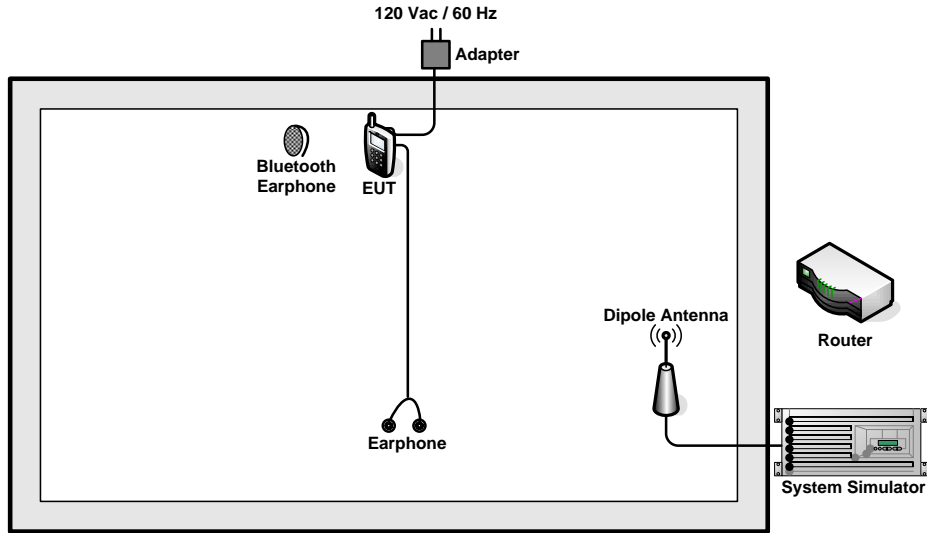 120 Vac / 60 Hz
Adapter
Bluetooth
Earphone
EUT
Dipole Antenna
Router
Earphone
System Simulator